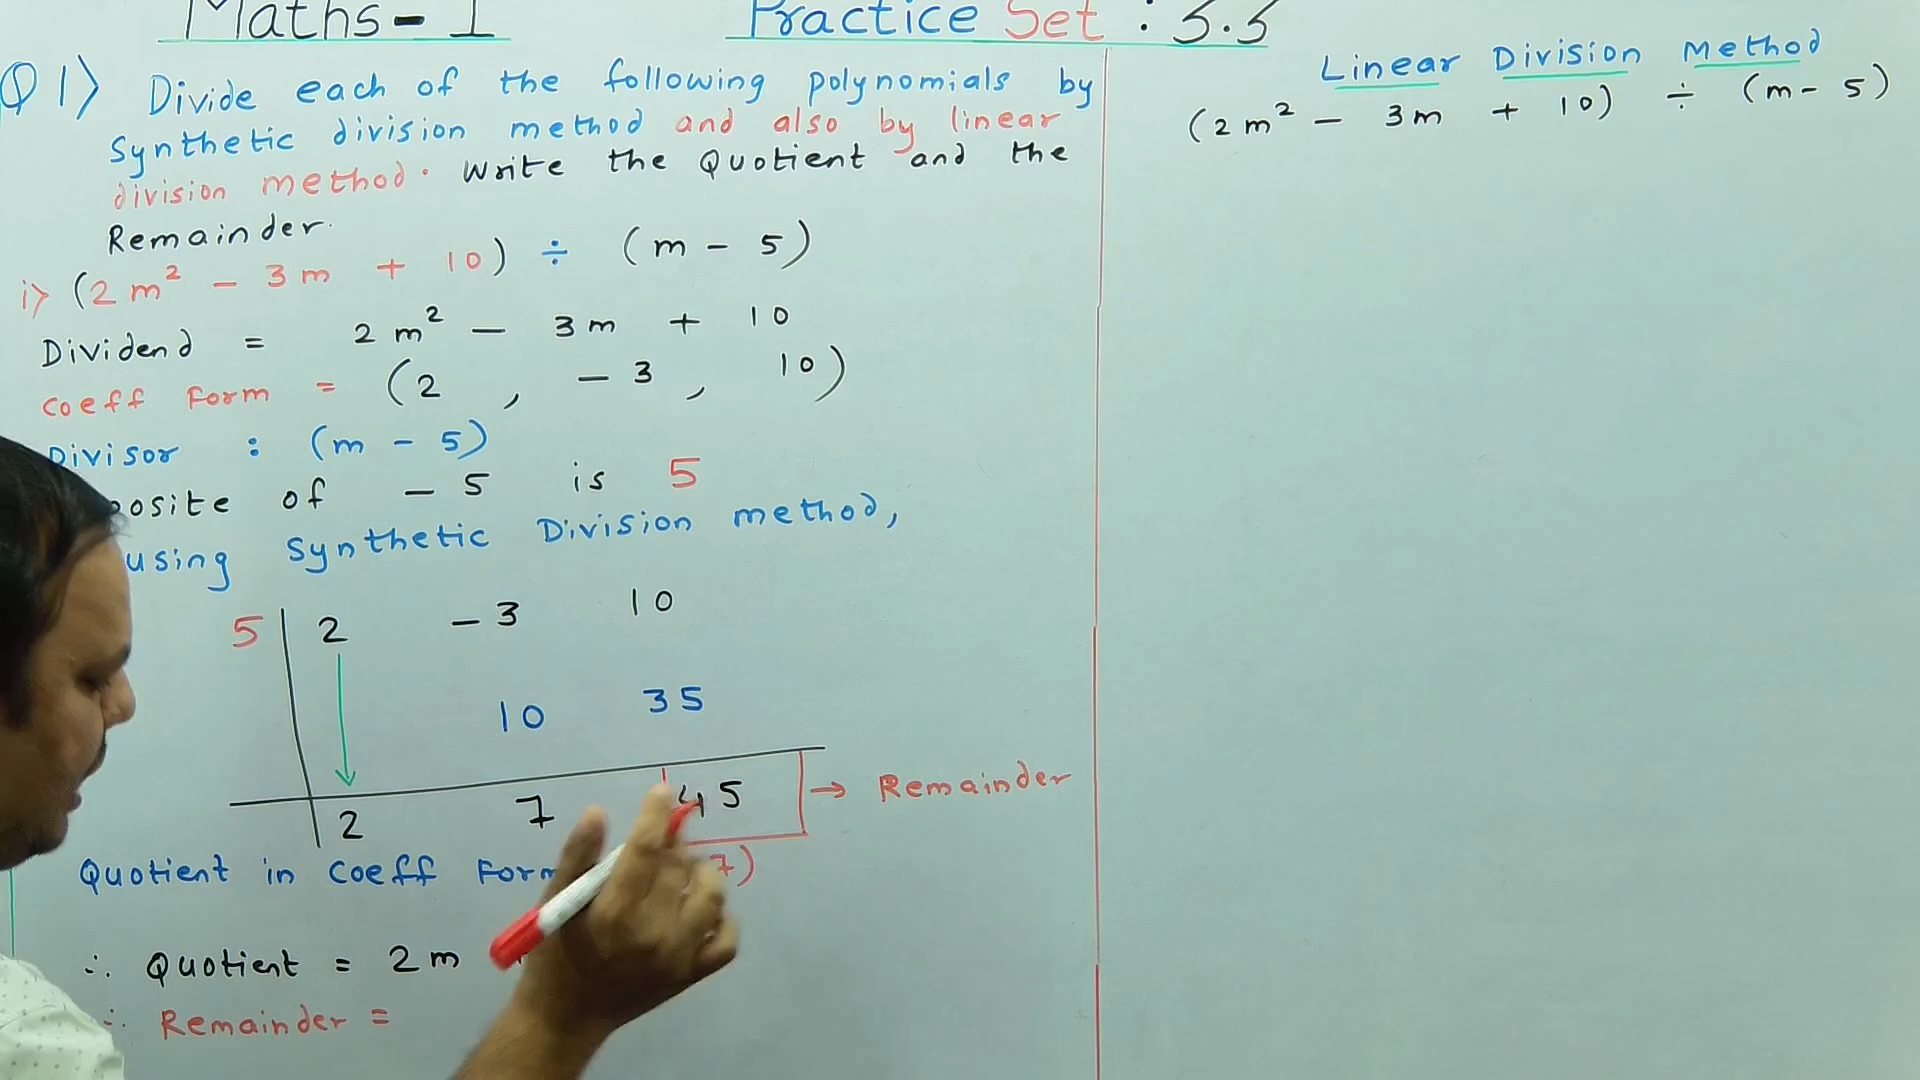 Maths - 1
Practice Set : 3.3
Q 1) Divide each of the following polynomials by
synthetic division method and also by linear
division method. Write the Quotient and the
Remainder.
i) (2m² - 3m + 10) ÷ (m - 5)
Dividend = 2m² - 3m + 10
Coeff Form = (2 , - 3 , 10)
Divisor : (m - 5)
of - 5 is 5
using Synthetic Division method,
5 2 - 3 10
10 35
2 7 45 → Remainder
Quotient in Coeff Form 7)
∴ Quotient = 2m
∴ Remainder =
Linear Division Method
(2m² - 3m + 10) ÷ (m - 5)